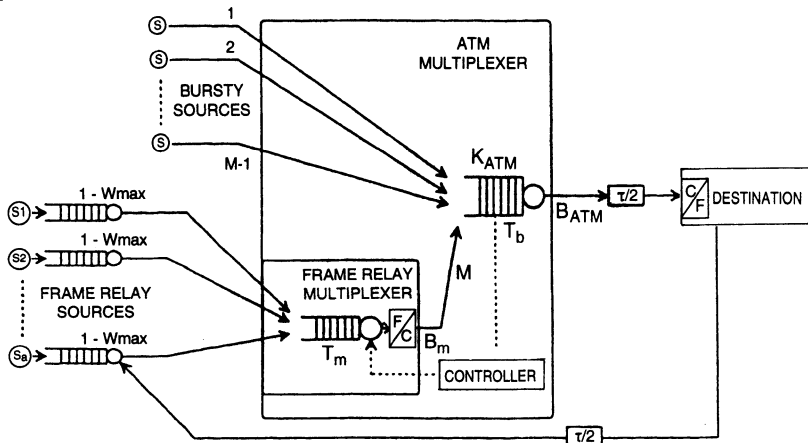 S 1
S 2
BURSTY
SOURCES
S
M-1
ATM
MULTIPLEXER
K_ATM
T_b
B_ATM
τ/2
C/F
DESTINATION
1 - Wmax
S1
1 - Wmax
S2
FRAME RELAY
SOURCES
1 - Wmax
Sa
FRAME RELAY
MULTIPLEXER
T_m
F/C
B_m
M
CONTROLLER
τ/2